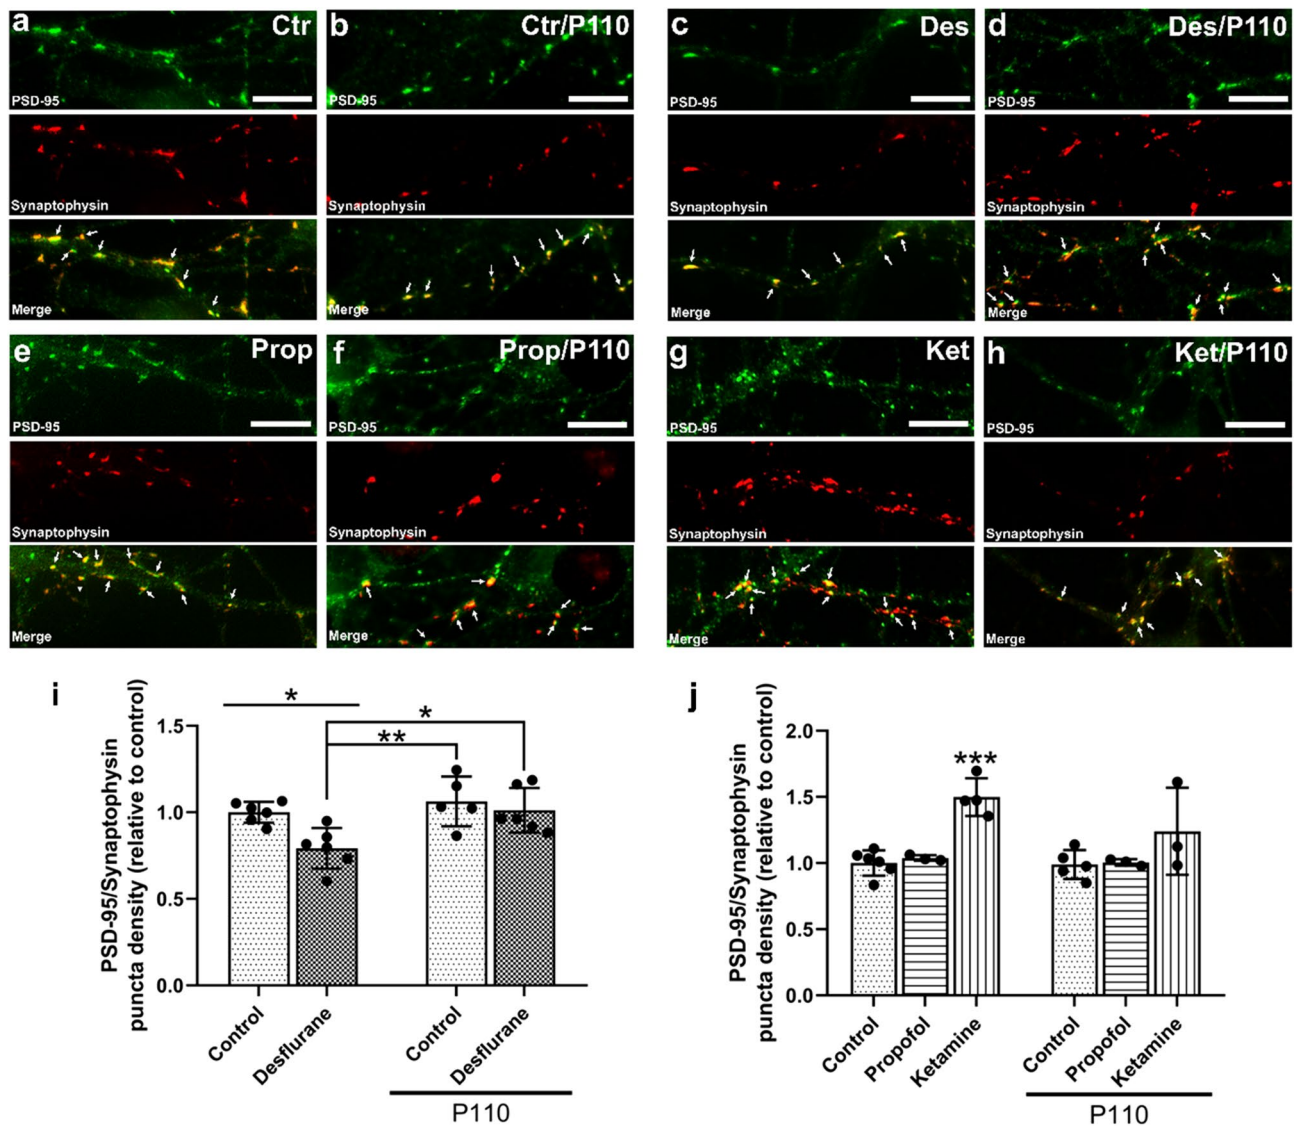 a Ctr b Ctr/P110 c Des d Des/P110
PSD-95 PSD-95 PSD-95 PSD-95
Synaptophysin Synaptophysin Synaptophysin Synaptophysin
Merge Merge Merge Merge
e Prop f Prop/P110 g Ket h Ket/P110
PSD-95 PSD-95 PSD-95 PSD-95
Synaptophysin Synaptophysin Synaptophysin Synaptophysin
Merge Merge Merge Merge
i
PSD-95/Synaptophysin
puncta density (relative to control)
1.5
1.0
0.5
0.0
*
*
**
Control
Desflurane
Control
Desflurane
P110
j
PSD-95/Synaptophysin
puncta density (relative to control)
2.0
1.5
1.0
0.5
0.0
***
Control
Propofol
Ketamine
Control
Propofol
Ketamine
P110